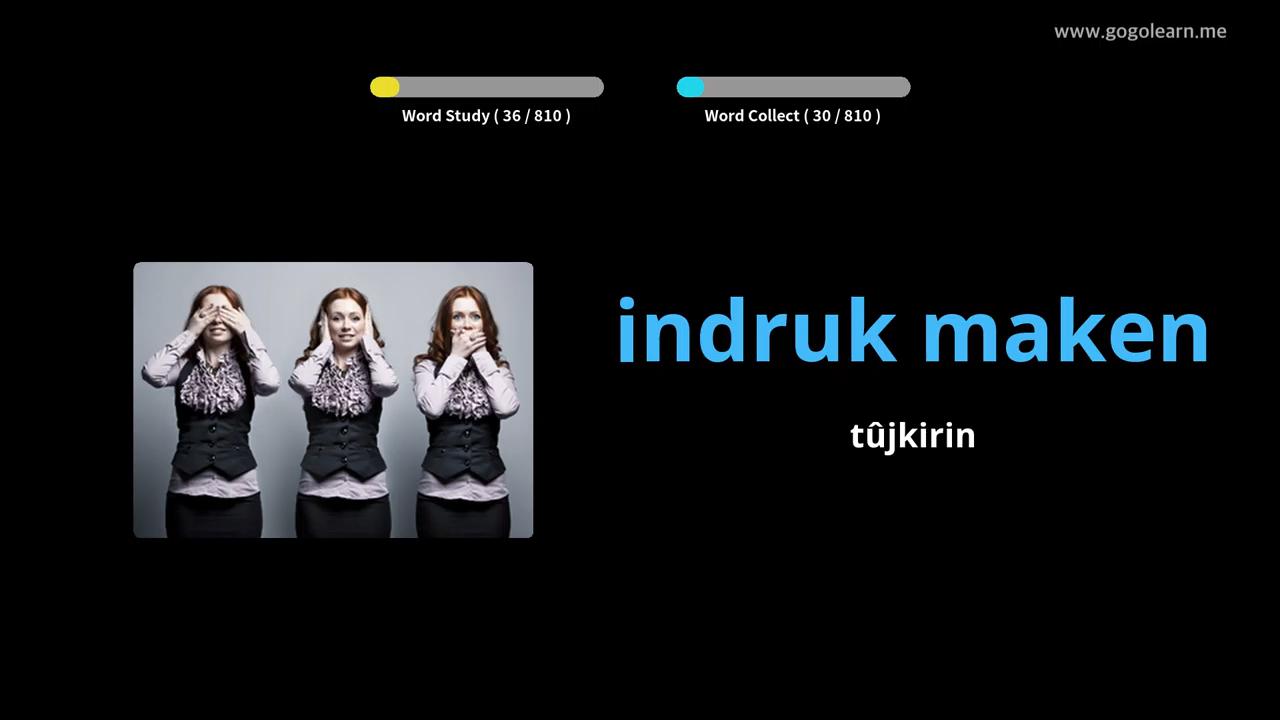 www.gogolearn.me
Word Study ( 36 / 810 )
Word Collect ( 30 / 810 )
indruk maken
tûjkirin